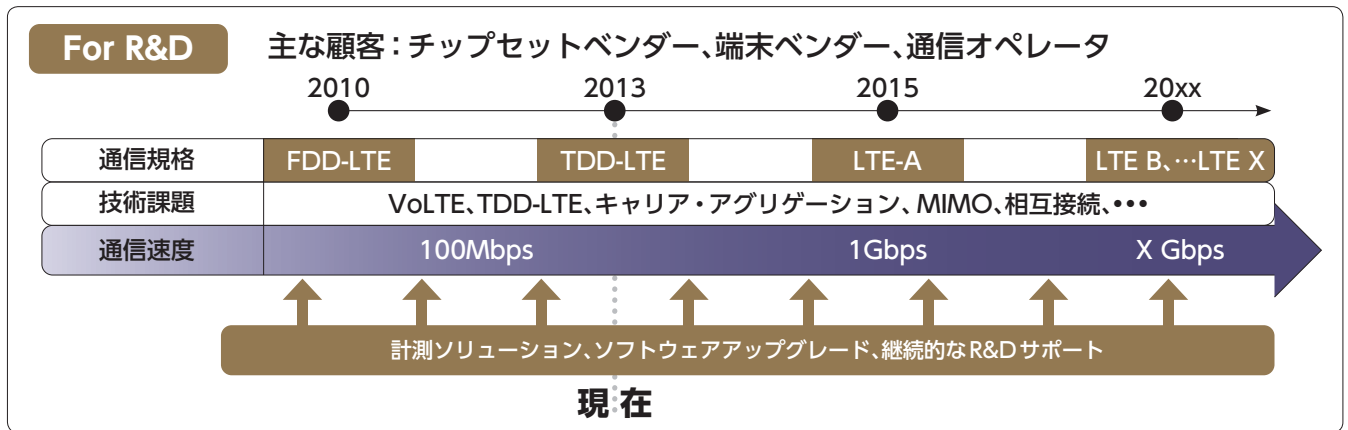 For R&D 主な顧客：チップセットベンダー、端末ベンダー、通信オペレータ
2010 2013 2015 20xx
通信規格 FDD-LTE TDD-LTE LTE-A LTE B、…LTE X
技術課題 VoLTE、TDD-LTE、キャリア・アグリゲーション、MIMO、相互接続、•••
通信速度 100Mbps 1Gbps X Gbps
計測ソリューション、ソフトウェアアップグレード、継続的なR&Dサポート
現在